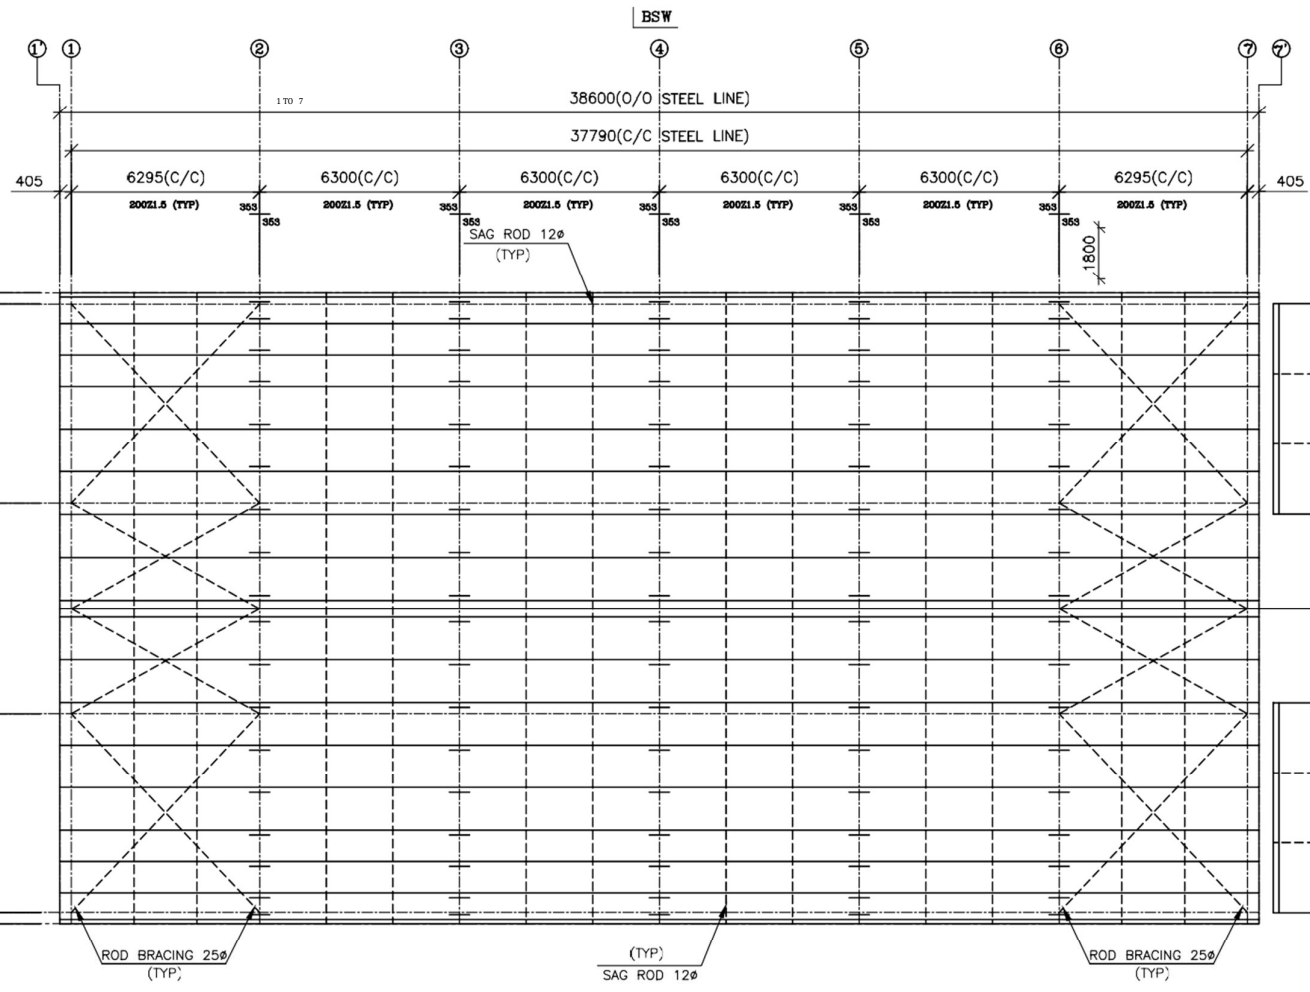 BSW
1' 1 2 3 4 5 6 7 7'
1 TO 7
38600(O/O STEEL LINE)
37790(C/C STEEL LINE)
405 6295(C/C) 6300(C/C) 6300(C/C) 6300(C/C) 6300(C/C) 6295(C/C) 405
200Z1.5 (TYP) 353 200Z1.5 (TYP) 353 200Z1.5 (TYP) 353 200Z1.5 (TYP) 353 200Z1.5 (TYP) 353 200Z1.5 (TYP)
353 353 353 353 353
SAG ROD 12ø
(TYP)
1800
ROD BRACING 25ø
(TYP)
(TYP)
SAG ROD 12ø
ROD BRACING 25ø
(TYP)